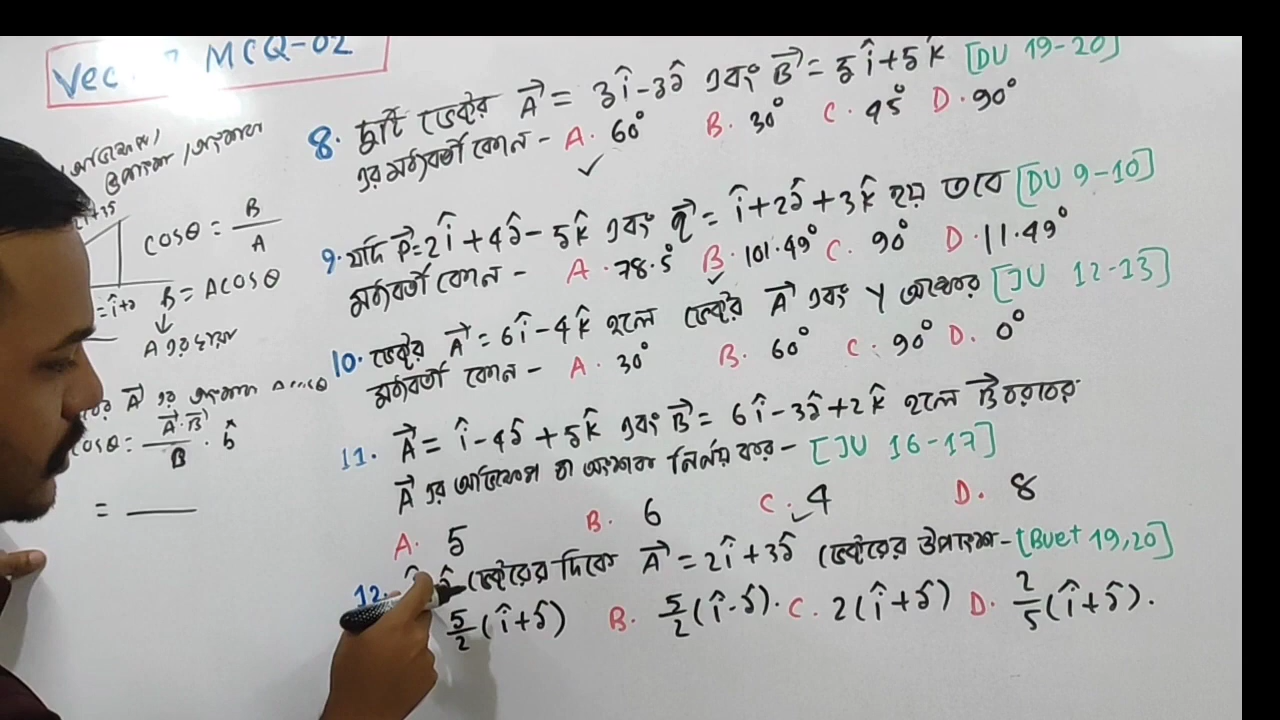 MCQ-02
8. দুটি ভেক্টর A⃗ = 3î-3ĵ এবং B⃗ = 5î+5k̂ [DU 19-20]
এর মধ্যবর্তী কোন - A. 60° B. 30° C. 45° D. 90°
9. যদি P⃗=2î+4ĵ-5k̂ এবং q⃗ = î+2ĵ+3k̂ হয় তবে [DU 9-10]
মধ্যবর্তী কোন - A. 78.5° B. 101.49° C. 90° D. 11.49°
10. ভেক্টর A⃗ = 6î-4k̂ হলে ভেক্টর A⃗ এবং Y অক্ষের [JU 12-13]
মধ্যবর্তী কোন - A. 30° B. 60° C. 90° D. 0°
11. A⃗ = î-4ĵ+5k̂ এবং B⃗ = 6î-3ĵ+2k̂ হলে B⃗ বরাবর
A⃗ এর অভিক্ষেপ বা অংশক নির্নয় কর - [JU 16-17]
A. 5 B. 6 C. 4 D. 8
12. ভেক্টরের দিকে A⃗ = 2î+3ĵ ভেক্টরের উপাংশ - [Buet 19,20]
5/2(î+ĵ) B. 5/2(î-ĵ). C. 2(î+ĵ) D. 2/5(î+ĵ).
cosθ = B/A
B = A cosθ
A⃗ এর
A⃗·B⃗/B · b̂
= ___